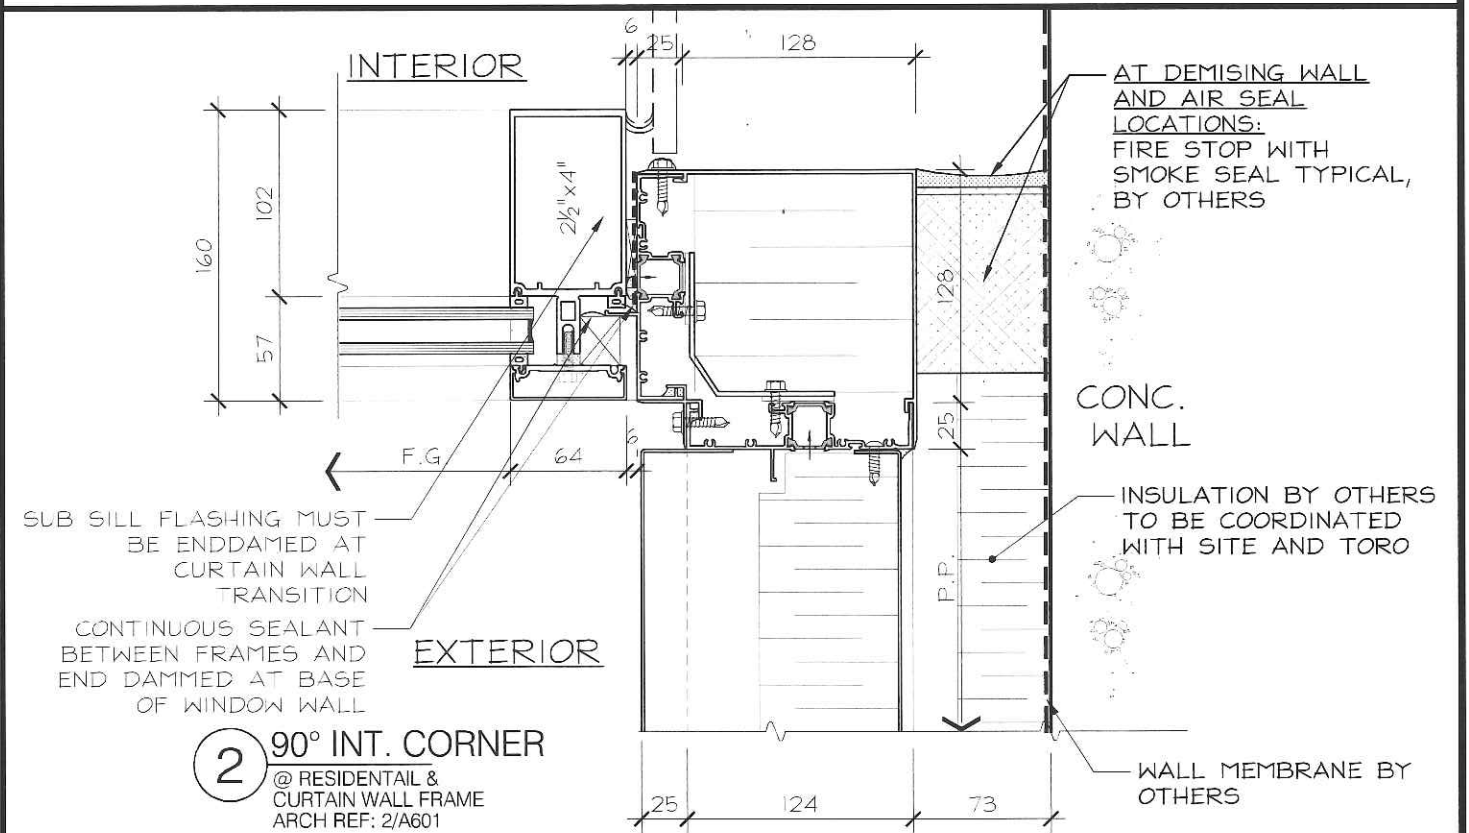 6
25
128
INTERIOR
AT DEMISING WALL
AND AIR SEAL
LOCATIONS:
FIRE STOP WITH
SMOKE SEAL TYPICAL,
BY OTHERS
2½"x4"
102
160
57
128
25
CONC.
WALL
F.G
64
6
SUB SILL FLASHING MUST
BE ENDDAMED AT
CURTAIN WALL
TRANSITION
INSULATION BY OTHERS
TO BE COORDINATED
WITH SITE AND TORO
P.P.
CONTINUOUS SEALANT
BETWEEN FRAMES AND
END DAMMED AT BASE
OF WINDOW WALL
EXTERIOR
2
90° INT. CORNER
@ RESIDENTAIL &
CURTAIN WALL FRAME
ARCH REF: 2/A601
WALL MEMBRANE BY
OTHERS
25
124
73